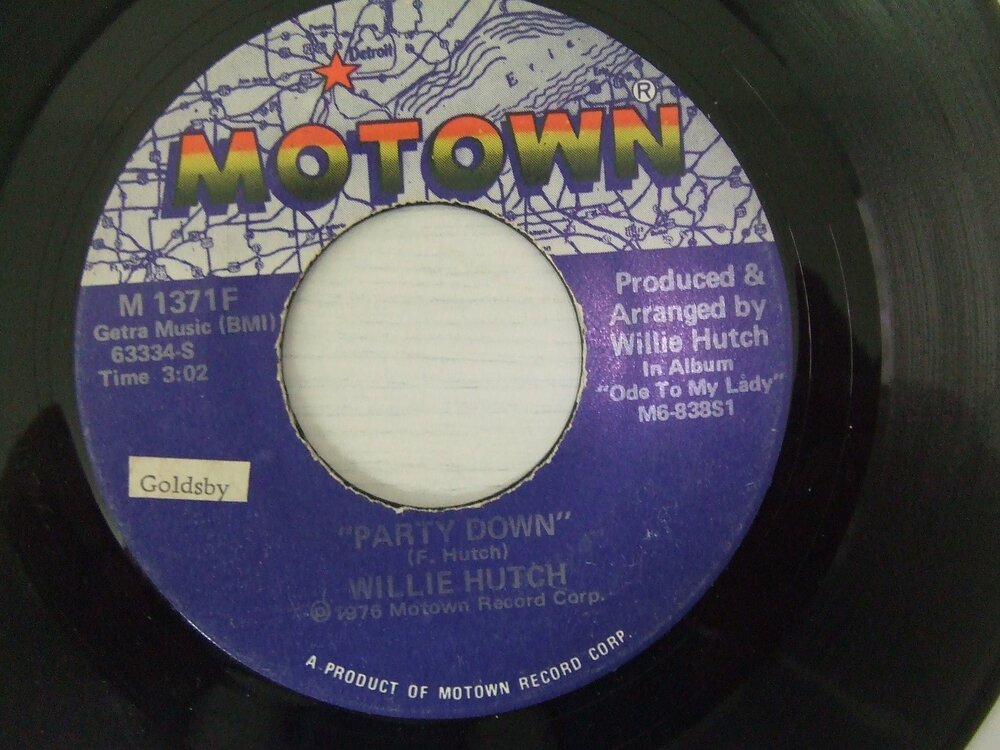 Detroit
Erie
MOTOWN®
M 1371F
Getra Music (BMI)
63334-S
Time 3:02
Produced &
Arranged by
Willie Hutch
In Album
"Ode To My Lady"
M6-838S1
Goldsby
"PARTY DOWN"
(F. Hutch)
WILLIE HUTCH
℗ 1976 Motown Record Corp.
A PRODUCT OF MOTOWN RECORD CORP.